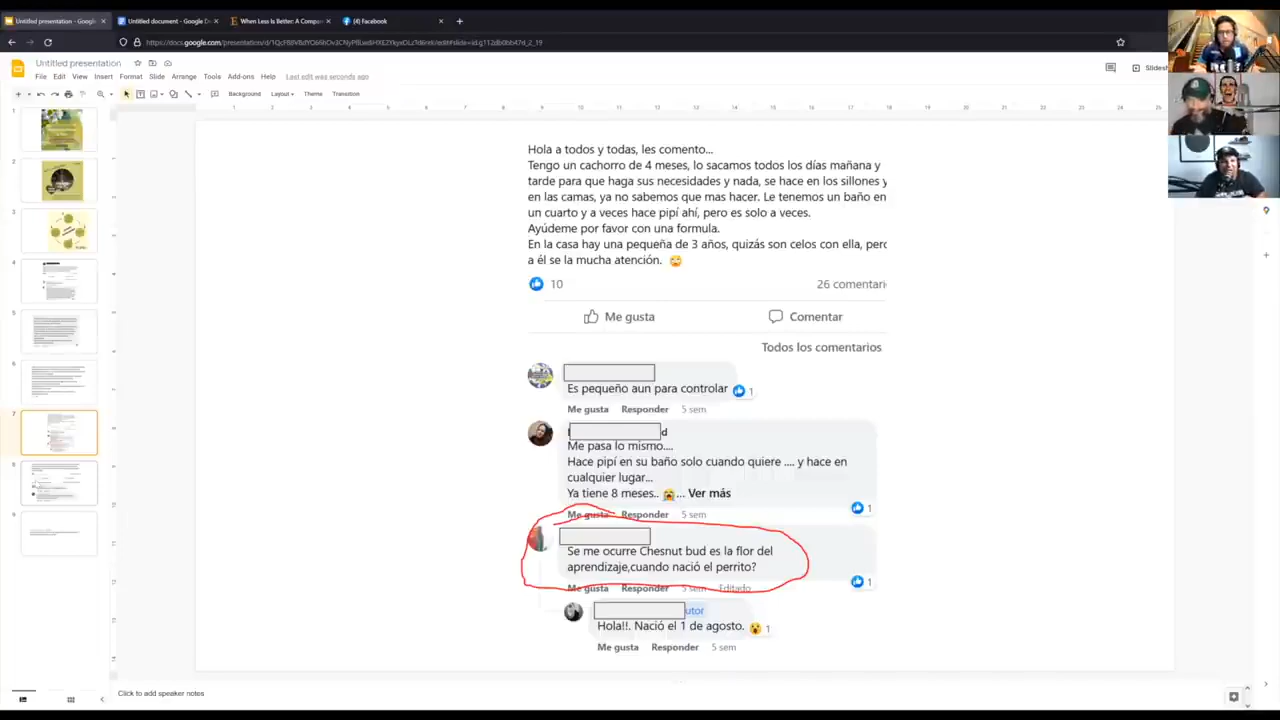 Untitled presentation - Google
Untitled document - Google D
When Less Is Better: A Compar
(4) Facebook
Untitled presentation
File Edit View Insert Format Slide Arrange Tools Add-ons Help Last edit was seconds ago
Slidesh
Background Layout Theme Transition
Hola a todos y todas, les comento...
Tengo un cachorro de 4 meses, lo sacamos todos los días mañana y
tarde para que haga sus necesidades y nada, se hace en los sillones y
en las camas, ya no sabemos que mas hacer. Le tenemos un baño en
un cuarto y a veces hace pipí ahí, pero es solo a veces.
Ayúdeme por favor con una formula.
En la casa hay una pequeña de 3 años, quizás son celos con ella, perc
a él se la mucha atención.
10
26 comentari
Me gusta Comentar
Todos los comentarios
Es pequeño aun para controlar
1
Me gusta Responder 5 sem
d
Me pasa lo mismo....
Hace pipí en su baño solo cuando quiere .... y hace en
cualquier lugar...
Ya tiene 8 meses.. ... Ver más
1
Me gusta Responder 5 sem
Se me ocurre Chesnut bud es la flor del
aprendizaje,cuando nació el perrito?
1
Me gusta Responder 5 sem Editado
utor
Hola!!. Nació el 1 de agosto.
1
Me gusta Responder 5 sem
Click to add speaker notes